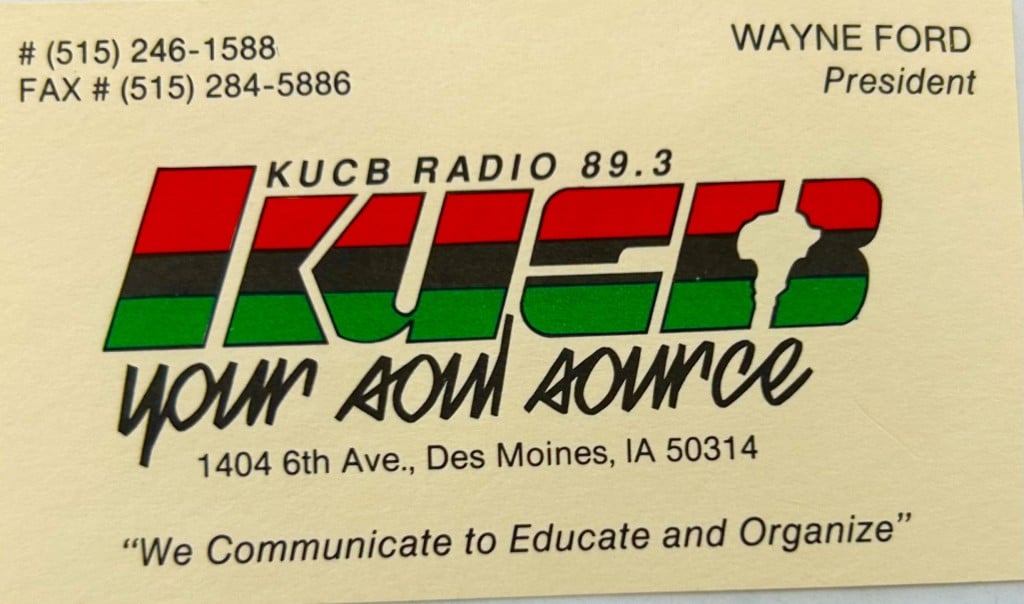 # (515) 246-1588
FAX # (515) 284-5886
WAYNE FORD
President
KUCB RADIO 89.3
KUCB
your soul source
1404 6th Ave., Des Moines, IA 50314
“We Communicate to Educate and Organize”